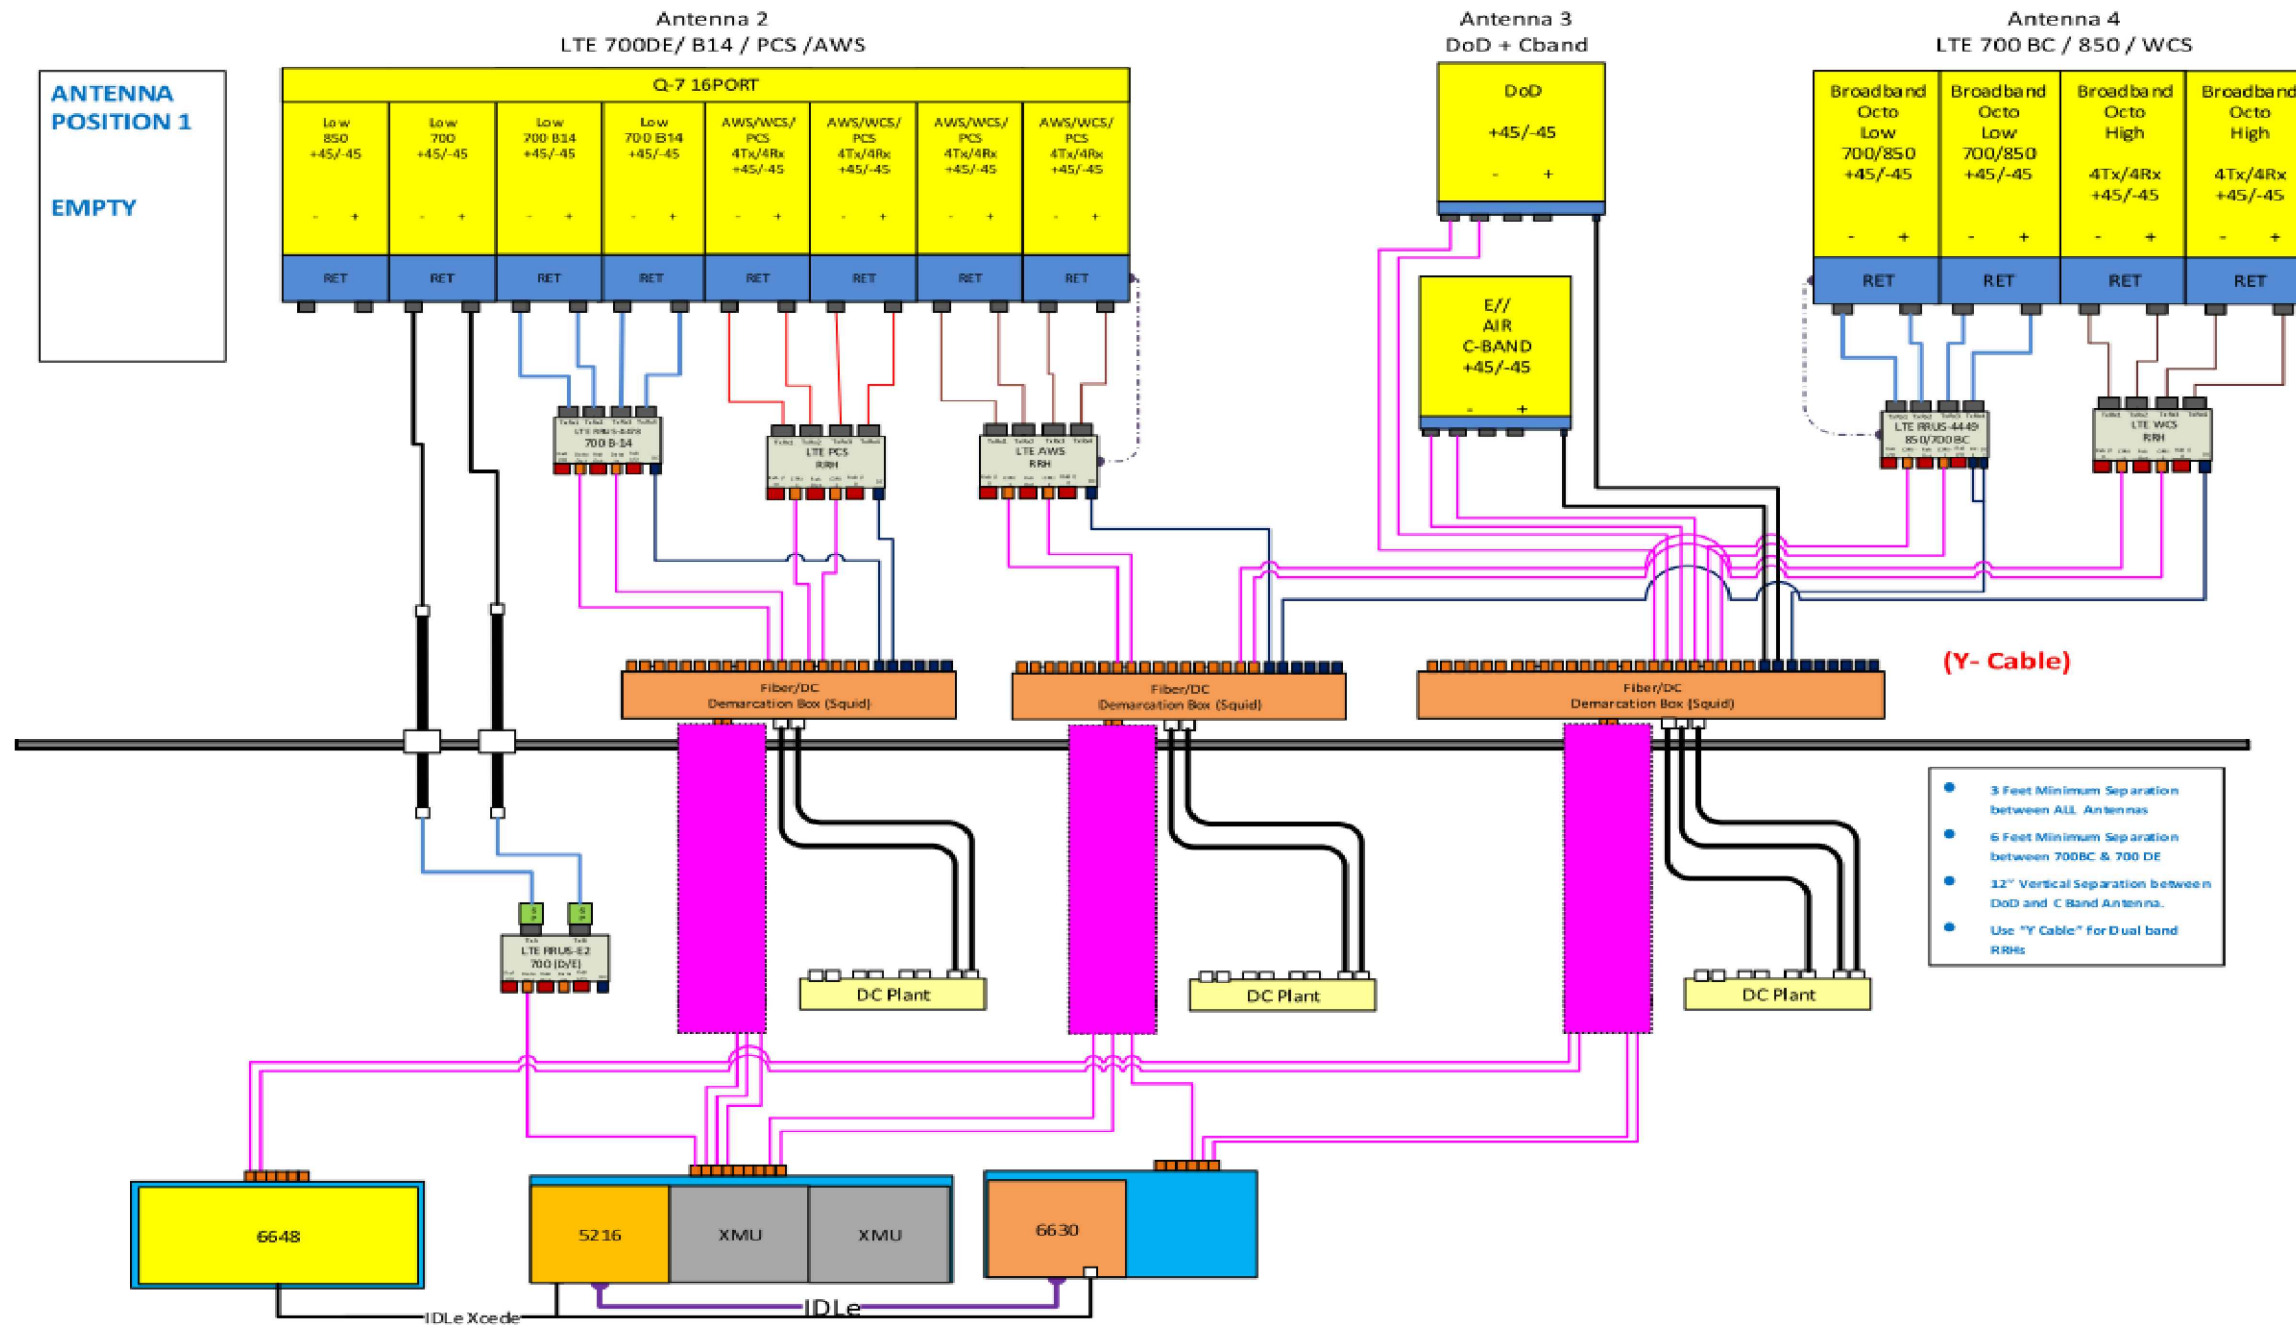 Antenna 2
LTE 700DE/ B14 / PCS /AWS
Antenna 3
DoD + Cband
Antenna 4
LTE 700 BC / 850 / WCS
ANTENNA
POSITION 1
EMPTY
Q-7 16PORT
Low
850
+45/-45
- +
RET
Low
700
+45/-45
- +
RET
Low
700 B14
+45/-45
- +
RET
Low
700 B14
+45/-45
- +
RET
AWS/WCS/
PCS
4Tx/4Rx
+45/-45
- +
RET
AWS/WCS/
PCS
4Tx/4Rx
+45/-45
- +
RET
AWS/WCS/
PCS
4Tx/4Rx
+45/-45
- +
RET
AWS/WCS/
PCS
4Tx/4Rx
+45/-45
- +
RET
DoD
+45/-45
- +
E//
AIR
C-BAND
+45/-45
- +
Broadband
Octo
Low
700/850
+45/-45
- +
RET
Broadband
Octo
Low
700/850
+45/-45
- +
RET
Broadband
Octo
High
4Tx/4Rx
+45/-45
- +
RET
Broadband
Octo
High
4Tx/4Rx
+45/-45
- +
RET
700 B-14
LTE PCS
RRH
LTE AWS
RRH
LTE RRUS-4449
850/700 BC
LTE WCS
RRH
Fiber/DC
Demarcation Box (Squid)
Fiber/DC
Demarcation Box (Squid)
Fiber/DC
Demarcation Box (Squid)
(Y- Cable)
3 Feet Minimum Separation
between ALL Antennas
6 Feet Minimum Separation
between 700BC & 700 DE
12" Vertical Separation between
DoD and C Band Antenna.
Use "Y Cable" for Dual band
RRHs
LTE RRUS-E2
700 (D/E)
DC Plant
DC Plant
DC Plant
6648
5216
XMU
XMU
6630
IDLe
IDLe Xcede